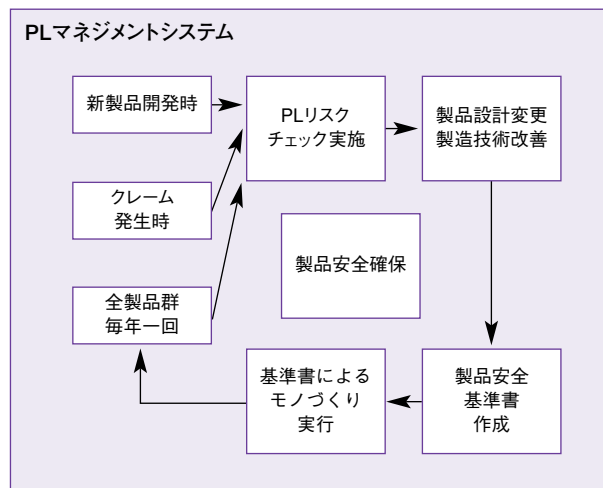 PLマネジメントシステム
新製品開発時
PLリスク
チェック実施
製品設計変更
製造技術改善
クレーム
発生時
製品安全確保
全製品群
毎年一回
基準書による
モノづくり
実行
製品安全
基準書
作成